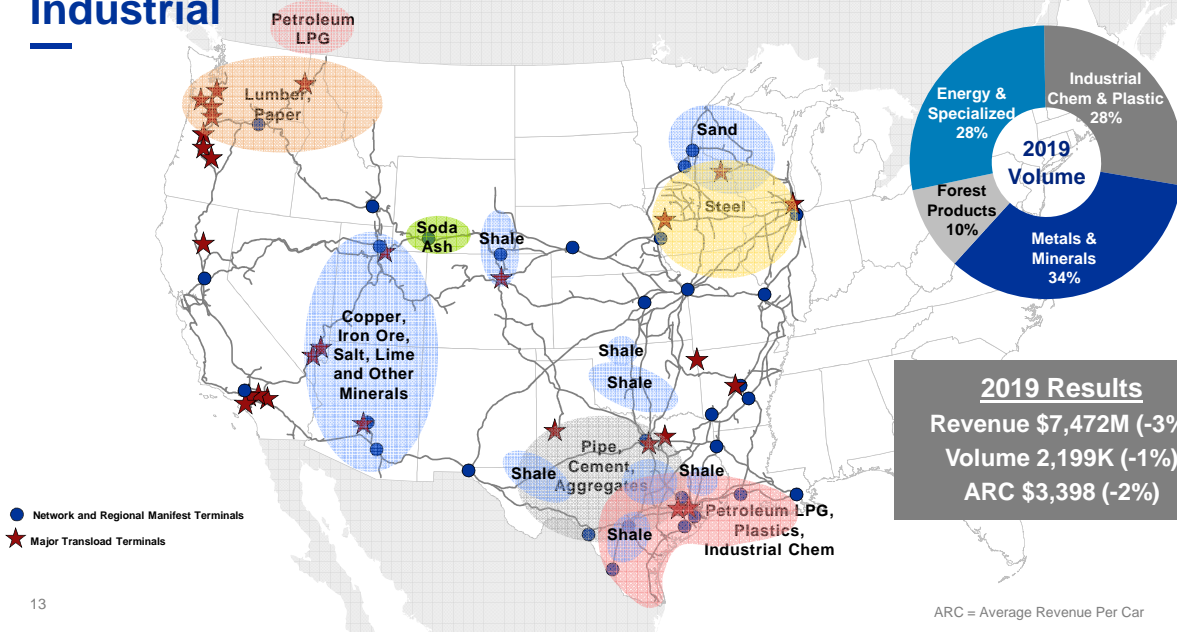 Industrial
Petroleum
LPG
Lumber,
Paper
Sand
Steel
Soda
Ash
Shale
Copper,
Iron Ore,
Salt, Lime
and Other
Minerals
Shale
Shale
Pipe,
Cement,
Aggregates
Shale
Shale
Shale
Petroleum LPG,
Plastics,
Industrial Chem
Network and Regional Manifest Terminals
Major Transload Terminals
Energy &
Specialized
28%
Industrial
Chem & Plastic
28%
2019
Volume
Forest
Products
10%
Metals &
Minerals
34%
2019 Results
Revenue $7,472M (-3%
Volume 2,199K (-1%)
ARC $3,398 (-2%)
13
ARC = Average Revenue Per Car